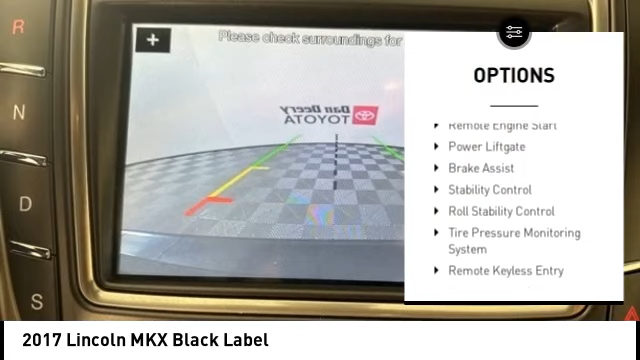 R
N
D
S
+
Please check surroundings for
Dan Deery
TOYOTA
OPTIONS
Remote Engine Start
Power Liftgate
Brake Assist
Stability Control
Roll Stability Control
Tire Pressure Monitoring
System
Remote Keyless Entry
2017 Lincoln MKX Black Label